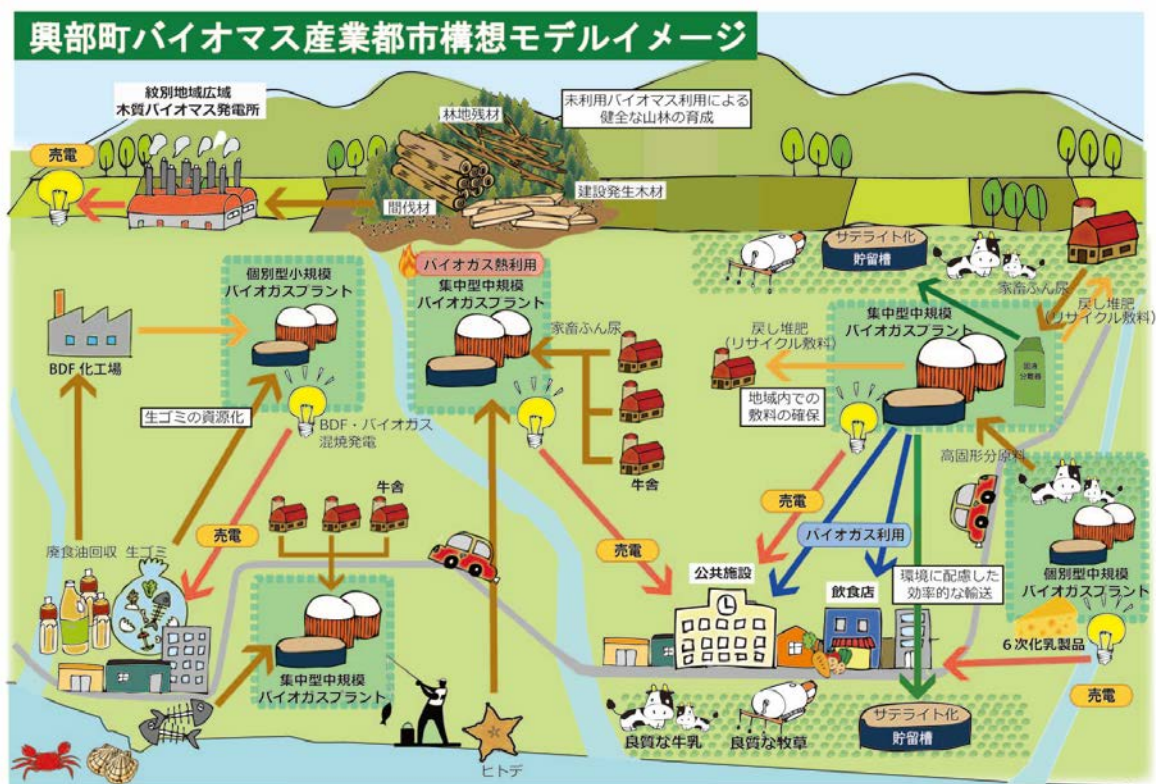 興部町バイオマス産業都市構想モデルイメージ
紋別地域広域
木質バイオマス発電所
林地残材
未利用バイオマス利用による
健全な山林の育成
売電
間伐材
建設発生木材
サテライト化
貯留槽
家畜ふん尿
戻し堆肥
(リサイクル敷料)
個別型小規模
バイオガスプラント
バイオガス熱利用
集中型中規模
バイオガスプラント
家畜ふん尿
戻し堆肥
(リサイクル敷料)
集中型中規模
バイオガスプラント
固液
分離器
BDF 化工場
生ゴミの資源化
BDF・バイオガス
混焼発電
地域内での
敷料の確保
高固形分原料
牛舎
牛舎
売電
売電
売電
バイオガス利用
廃食油回収
生ゴミ
公共施設
飲食店
環境に配慮した
効率的な輸送
個別型中規模
バイオガスプラント
6次化乳製品
売電
集中型中規模
バイオガスプラント
良質な牛乳
良質な牧草
サテライト化
貯留槽
ヒトデ